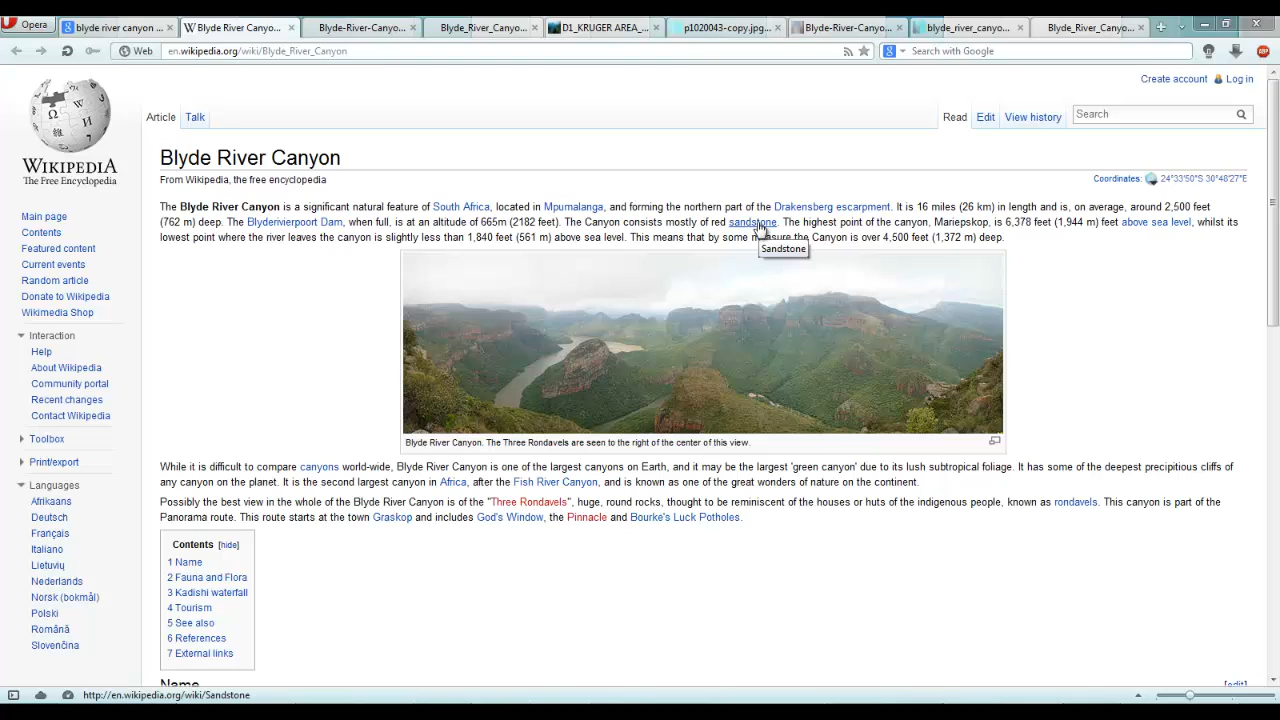 Opera
blyde river canyon ...
Blyde River Canyo...
Blyde-River-Canyo...
Blyde_River_Canyo...
D1_KRUGER AREA_...
p1020043-copy.jpg...
Blyde-River-Canyo...
blyde_river_canyo...
Blyde_River_Canyo...
Web
en.wikipedia.org/wiki/Blyde_River_Canyon
Search with Google
Create account
Log in
Article
Talk
Read
Edit
View history
Search
WIKIPEDIA
The Free Encyclopedia
Main page
Contents
Featured content
Current events
Random article
Donate to Wikipedia
Wikimedia Shop
Interaction
Help
About Wikipedia
Community portal
Recent changes
Contact Wikipedia
Toolbox
Print/export
Languages
Afrikaans
Deutsch
Français
Italiano
Lietuvių
Nederlands
Norsk (bokmål)
Polski
Română
Slovenčina
Blyde River Canyon
From Wikipedia, the free encyclopedia
Coordinates: 24°33′50″S 30°48′27″E
The Blyde River Canyon is a significant natural feature of South Africa, located in Mpumalanga, and forming the northern part of the Drakensberg escarpment. It is 16 miles (26 km) in length and is, on average, around 2,500 feet
(762 m) deep. The Blyderivierpoort Dam, when full, is at an altitude of 665m (2182 feet). The Canyon consists mostly of red sandstone. The highest point of the canyon, Mariepskop, is 6,378 feet (1,944 m) feet above sea level, whilst its
lowest point where the river leaves the canyon is slightly less than 1,840 feet (561 m) above sea level. This means that by some measure the Canyon is over 4,500 feet (1,372 m) deep.
Sandstone
Blyde River Canyon. The Three Rondavels are seen to the right of the center of this view.
While it is difficult to compare canyons world-wide, Blyde River Canyon is one of the largest canyons on Earth, and it may be the largest 'green canyon' due to its lush subtropical foliage. It has some of the deepest precipitous cliffs of
any canyon on the planet. It is the second largest canyon in Africa, after the Fish River Canyon, and is known as one of the great wonders of nature on the continent.
Possibly the best view in the whole of the Blyde River Canyon is of the "Three Rondavels", huge, round rocks, thought to be reminiscent of the houses or huts of the indigenous people, known as rondavels. This canyon is part of the
Panorama route. This route starts at the town Graskop and includes God's Window, the Pinnacle and Bourke's Luck Potholes.
Contents [hide]
1 Name
2 Fauna and Flora
3 Kadishi waterfall
4 Tourism
5 See also
6 References
7 External links
Name
[edit]
http://en.wikipedia.org/wiki/Sandstone